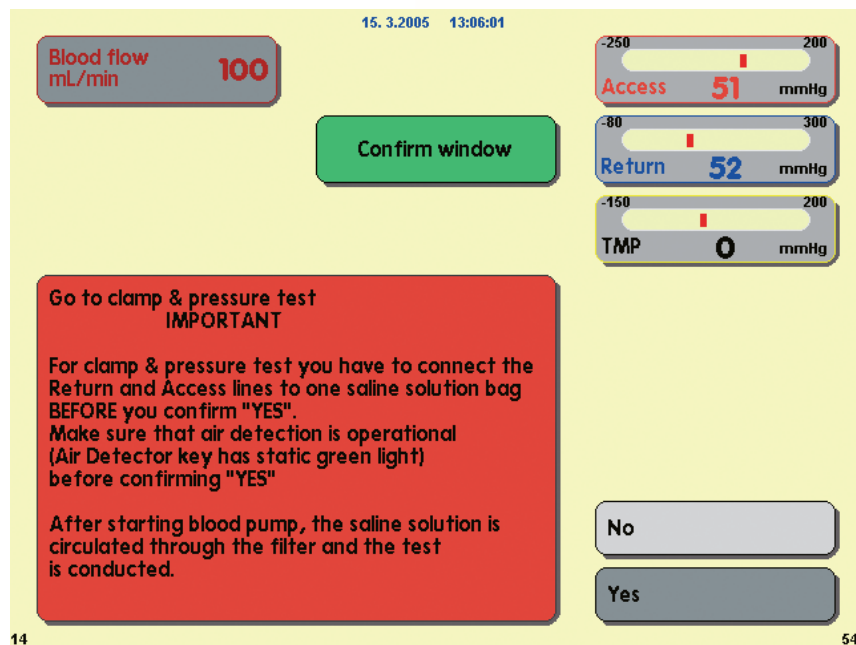 15. 3.2005 13:06:01
Blood flow
mL/min 100
-250 200
Access 51 mmHg
Confirm window
-80 300
Return 52 mmHg
-150 200
TMP 0 mmHg
Go to clamp & pressure test
IMPORTANT
For clamp & pressure test you have to connect the
Return and Access lines to one saline solution bag
BEFORE you confirm "YES".
Make sure that air detection is operational
(Air Detector key has static green light)
before confirming "YES"
After starting blood pump, the saline solution is
circulated through the filter and the test
is conducted.
No
Yes
14 54